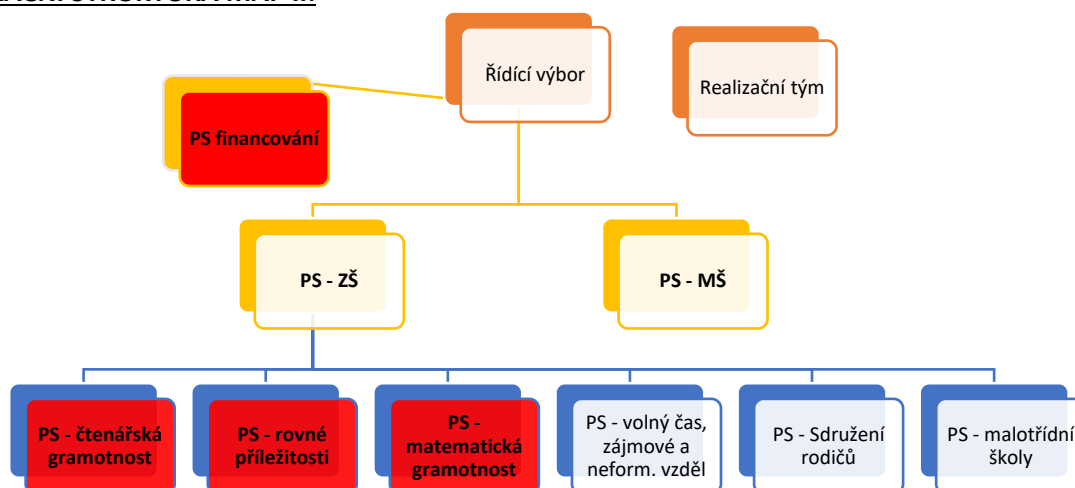 Řídící výbor
Realizační tým
PS financování
PS - ZŠ
PS - MŠ
PS - čtenářská
gramotnost
PS - rovné
příležitosti
PS -
matematická
gramotnost
PS - volný čas,
zájmové a
neform. vzděl
PS - Sdružení
rodičů
PS - malotřídní
školy